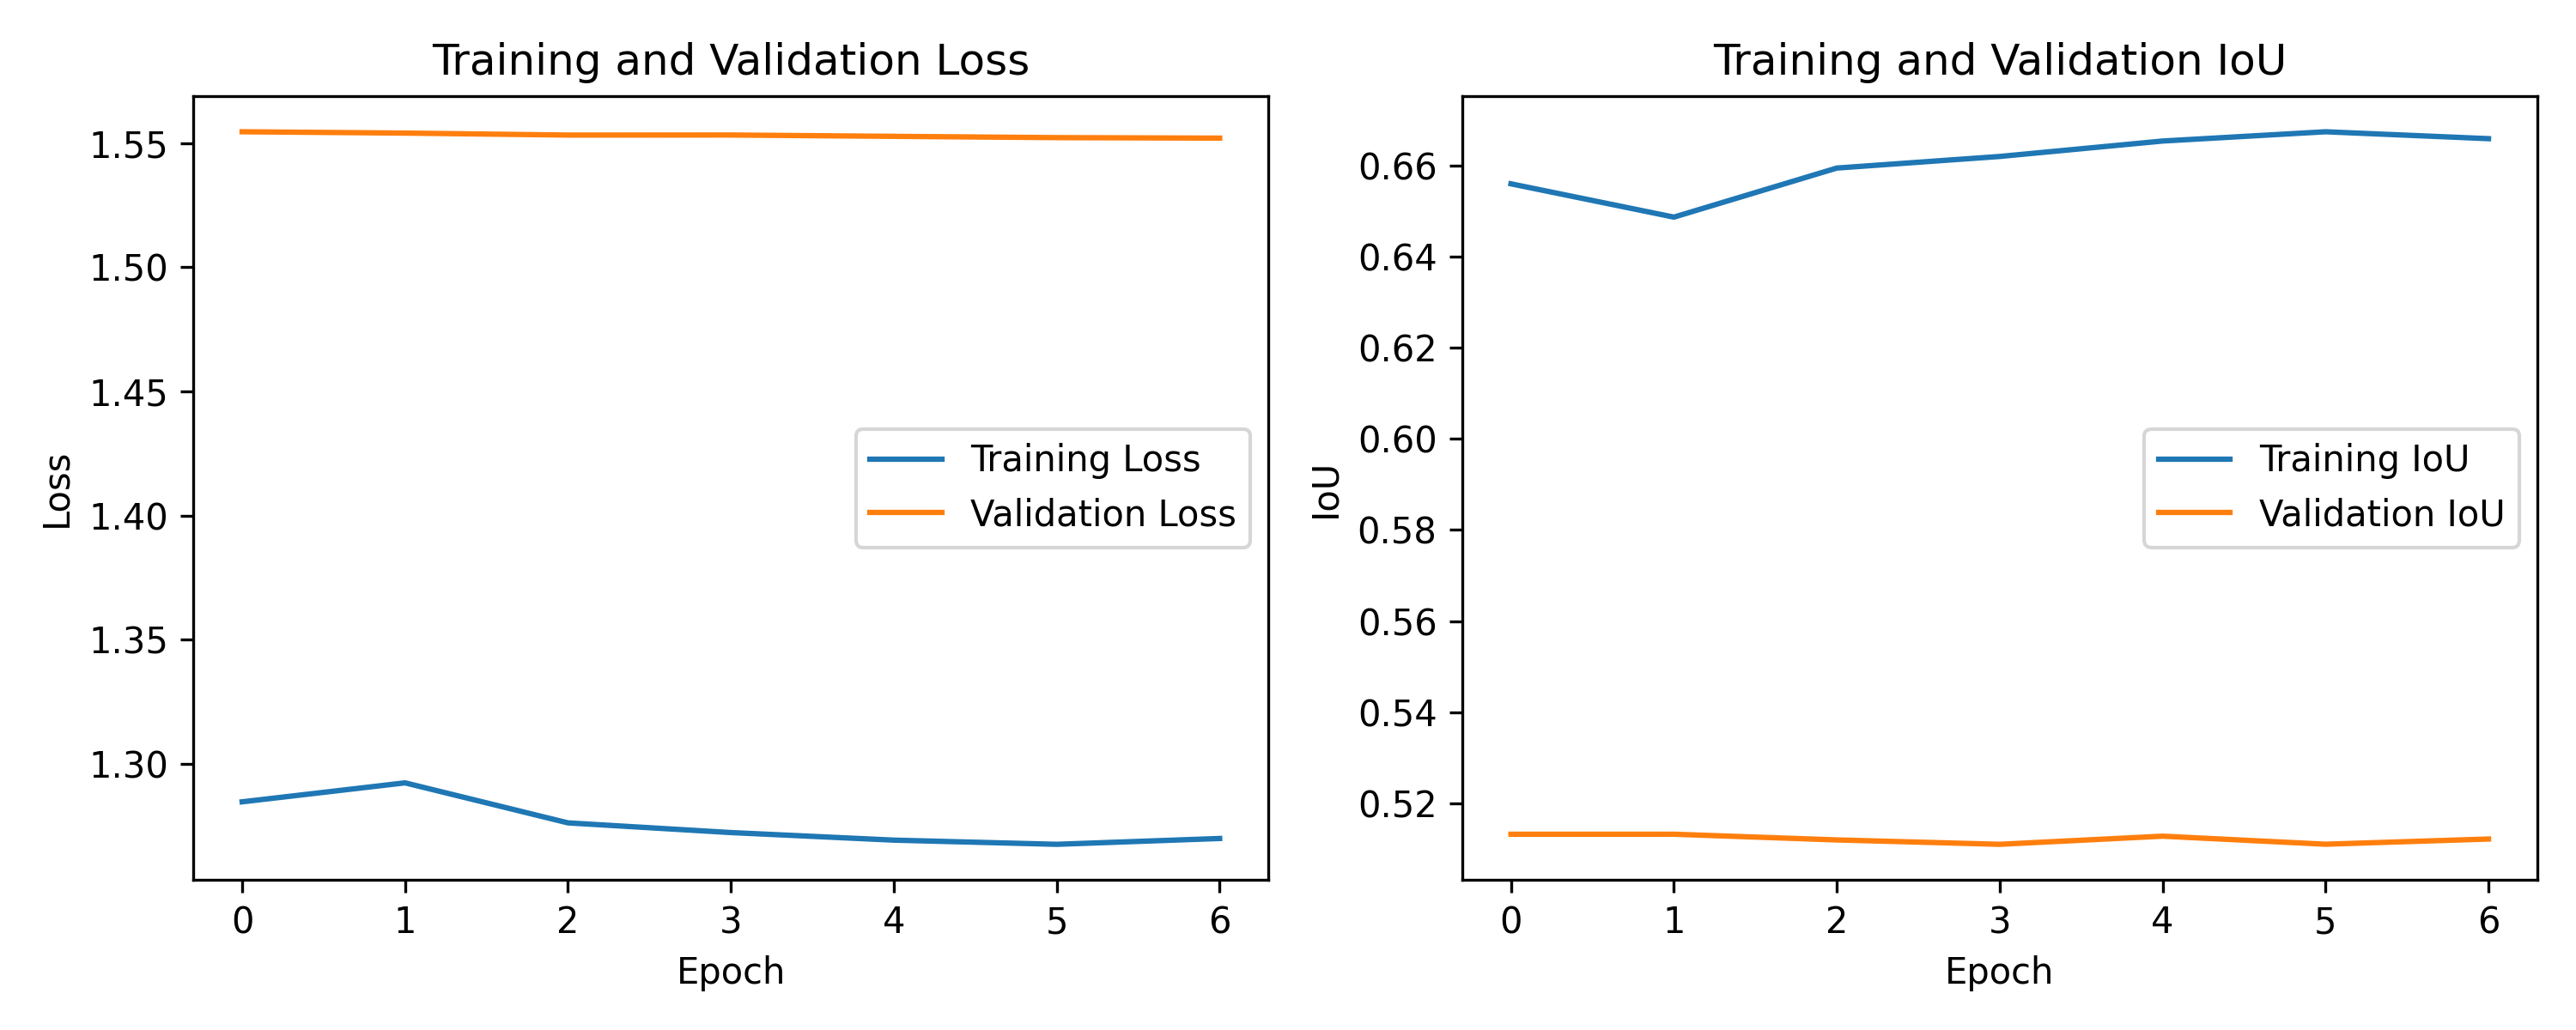 Training and Validation Loss
1.55
1.50
1.45
1.40
1.35
1.30
Loss
Training Loss
Validation Loss
0 1 2 3 4 5 6
Epoch
Training and Validation IoU
0.66
0.64
0.62
0.60
0.58
0.56
0.54
0.52
IoU
Training IoU
Validation IoU
0 1 2 3 4 5 6
Epoch